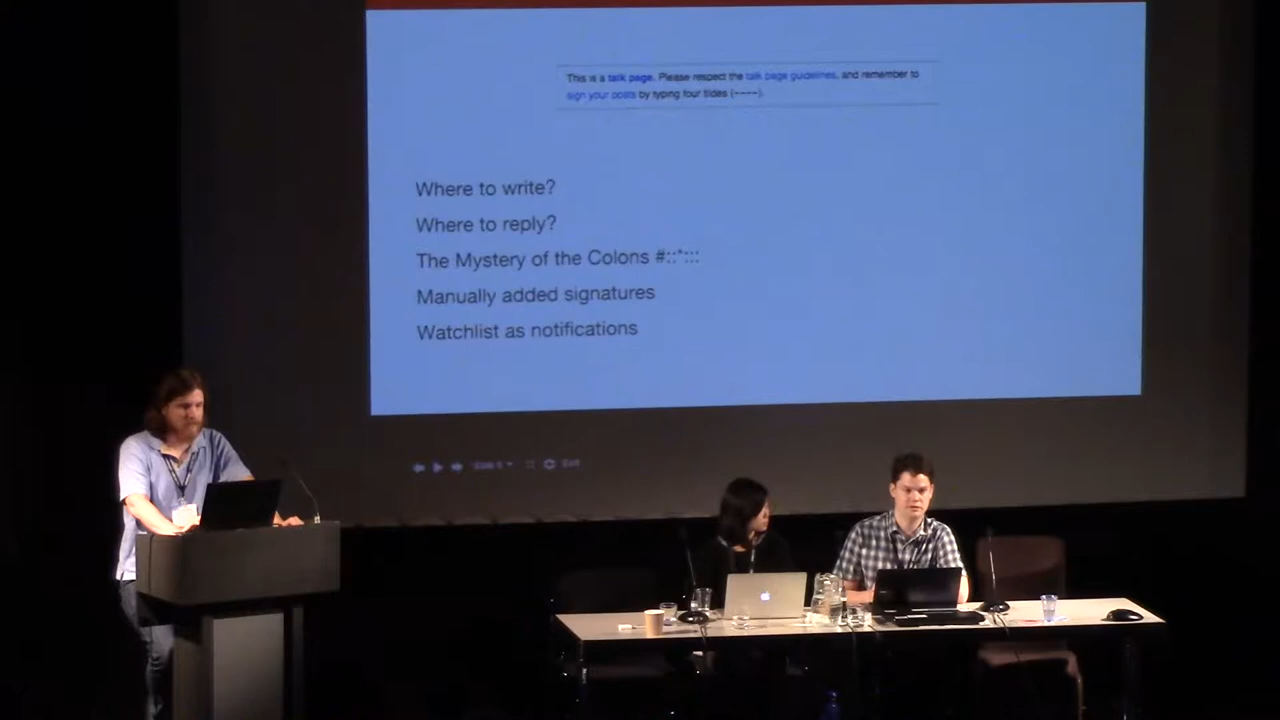 This is a talk page. Please respect the talk page guidelines, and remember to
sign your posts by typing four tildes (~~~~).
Where to write?
Where to reply?
The Mystery of the Colons #::*:::
Manually added signatures
Watchlist as notifications
Exit